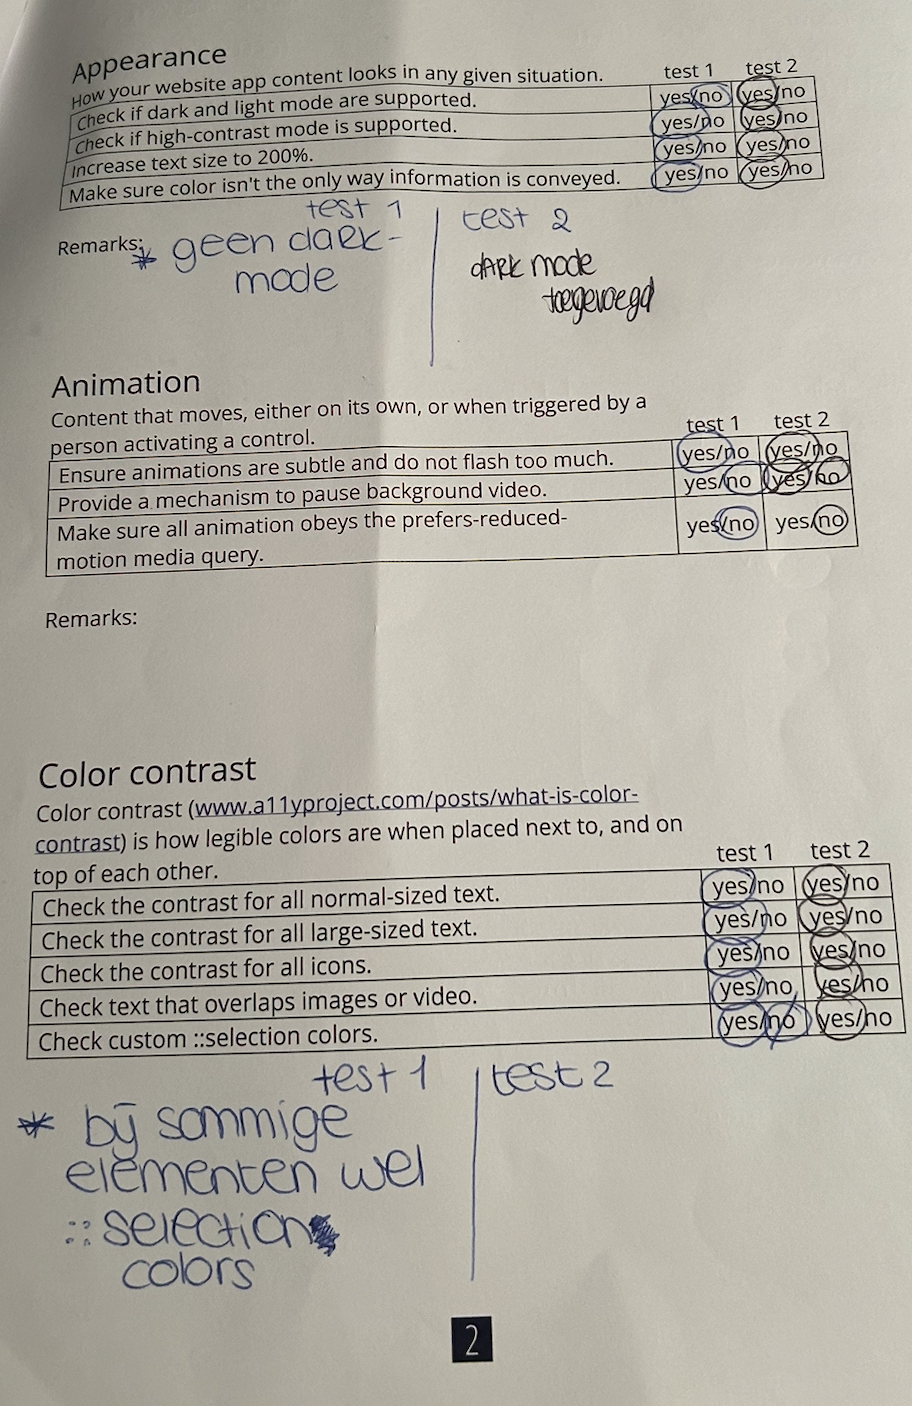 Appearance
How your website app content looks in any given situation. test 1 test 2
Check if dark and light mode are supported. yes/no yes/no
Check if high-contrast mode is supported. yes/no yes/no
Increase text size to 200%. yes/no yes/no
Make sure color isn't the only way information is conveyed. yes/no yes/no
test 1 test 2
Remarks:
* geen dark-
mode
dARK mode
toegevoegd
Animation
Content that moves, either on its own, or when triggered by a
person activating a control. test 1 test 2
Ensure animations are subtle and do not flash too much. yes/no yes/no
Provide a mechanism to pause background video. yes/no yes/no
Make sure all animation obeys the prefers-reduced- yes/no yes/no
motion media query.
Remarks:
Color contrast
Color contrast (www.a11yproject.com/posts/what-is-color-
contrast) is how legible colors are when placed next to, and on
top of each other. test 1 test 2
Check the contrast for all normal-sized text. yes/no yes/no
Check the contrast for all large-sized text. yes/no yes/no
Check the contrast for all icons. yes/no yes/no
Check text that overlaps images or video. yes/no yes/no
Check custom ::selection colors. yes/no yes/no
test 1 test 2
* bij sommige
elementen wel
::selection
colors
2